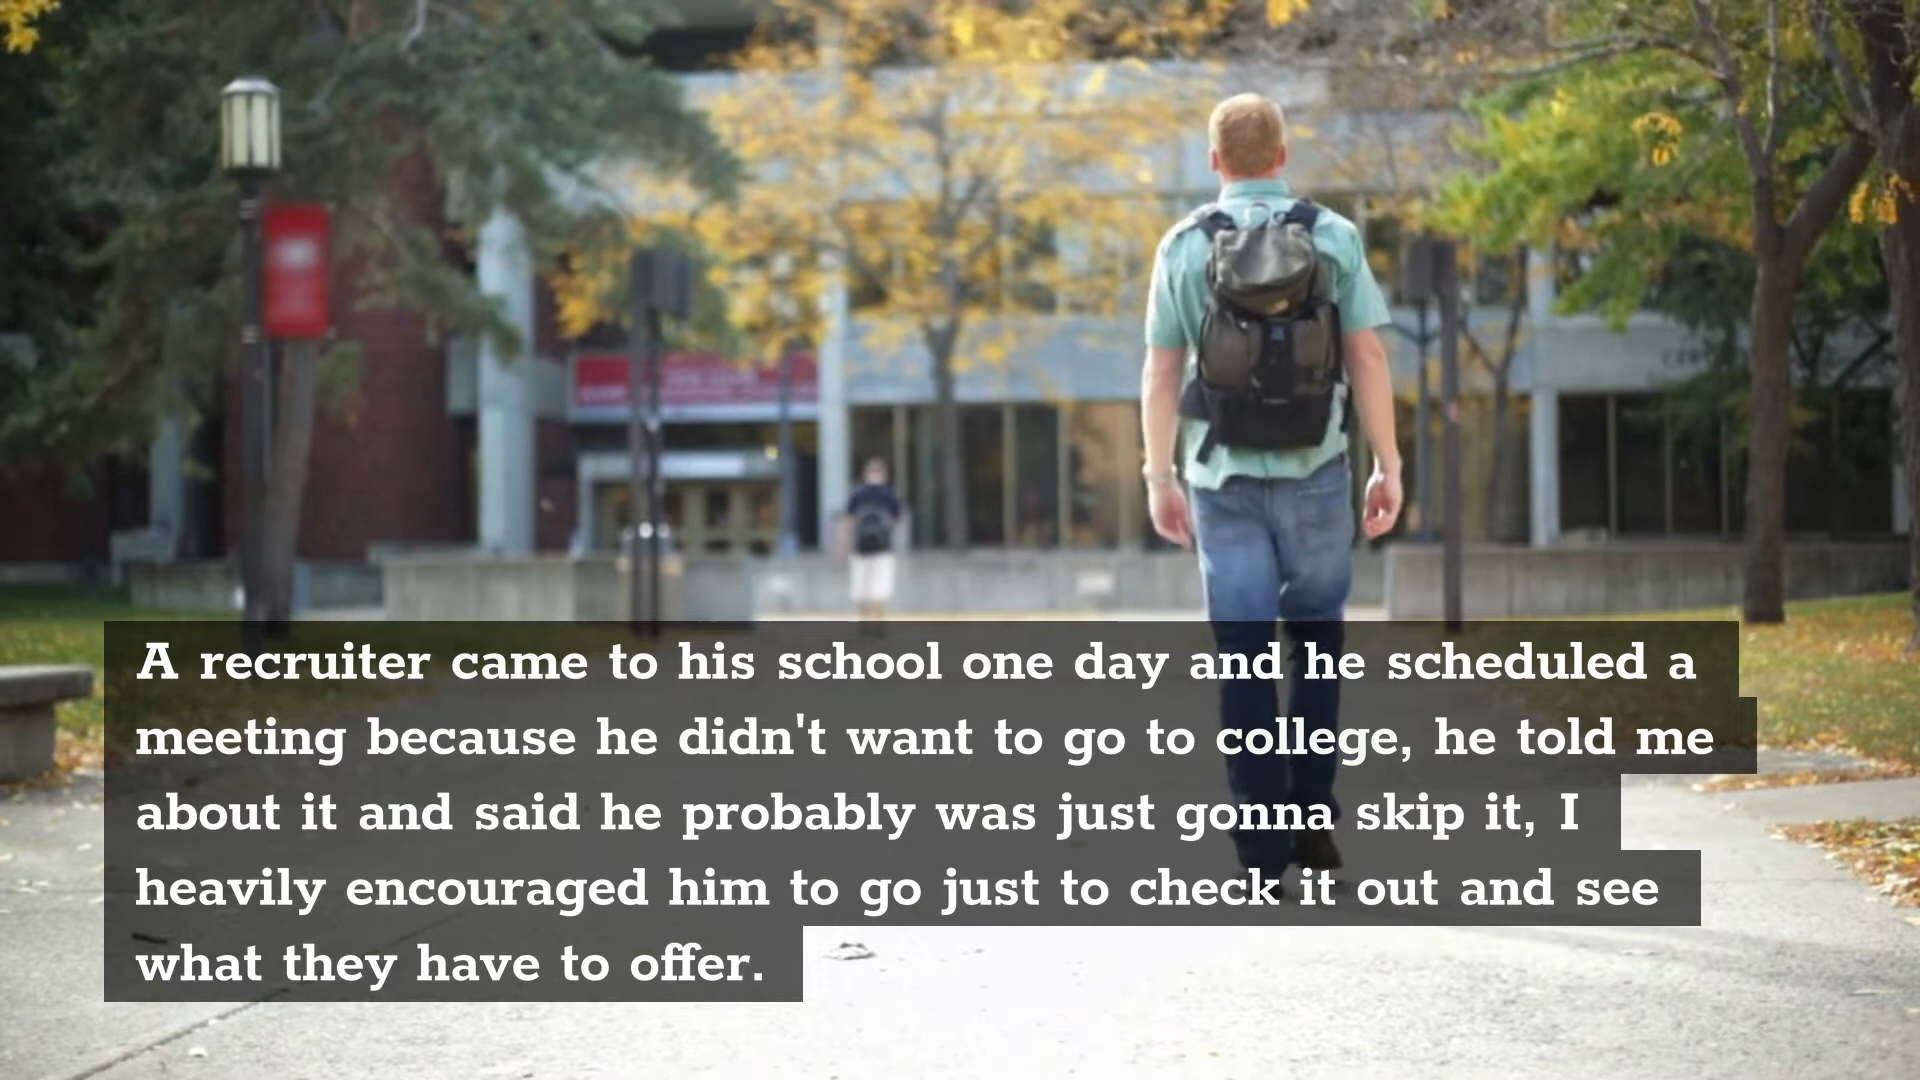 A recruiter came to his school one day and he scheduled a
meeting because he didn't want to go to college, he told me
about it and said he probably was just gonna skip it, I
heavily encouraged him to go just to check it out and see
what they have to offer.